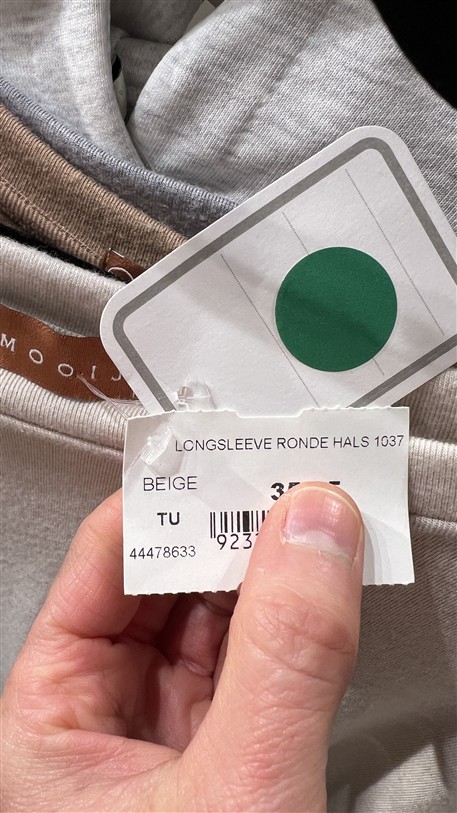 MOOIJ
LONGSLEEVE RONDE HALS 1037
BEIGE
TU
44478633